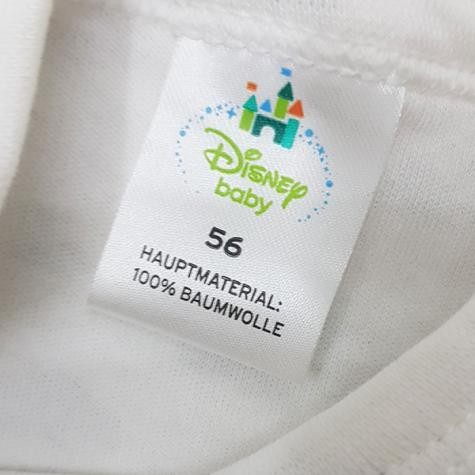 Disney
baby
56
HAUPTMATERIAL:
100% BAUMWOLLE